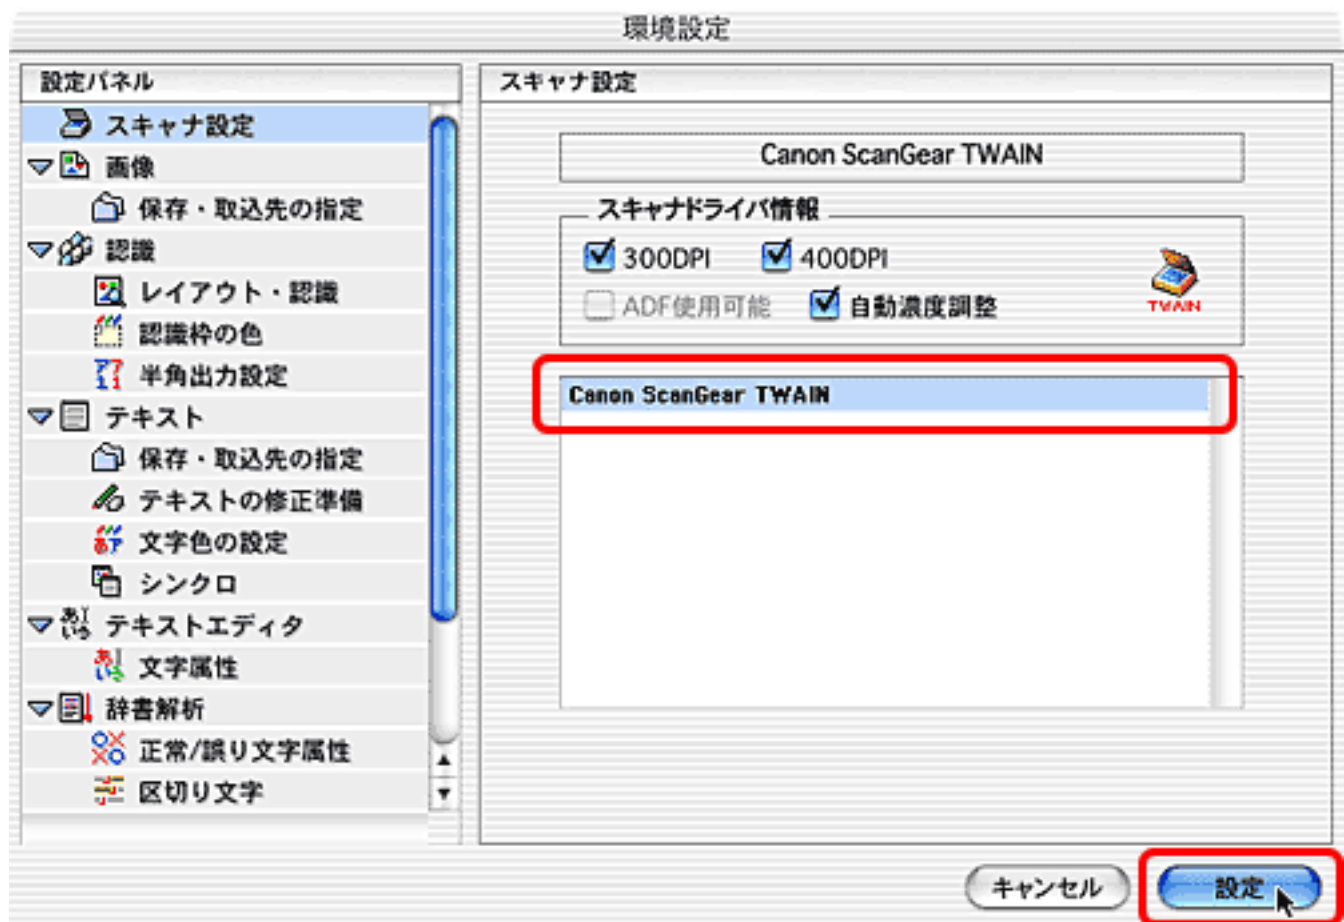 環境設定
設定パネル
スキャナ設定
画像
保存・取込先の指定
認識
レイアウト・認識
認識枠の色
半角出力設定
テキスト
保存・取込先の指定
テキストの修正準備
文字色の設定
シンクロ
テキストエディタ
文字属性
辞書解析
正常/誤り文字属性
区切り文字
スキャナ設定
Canon ScanGear TWAIN
スキャナドライバ情報
300DPI 400DPI
ADF使用可能 自動濃度調整
TWAIN
Canon ScanGear TWAIN
キャンセル 設定